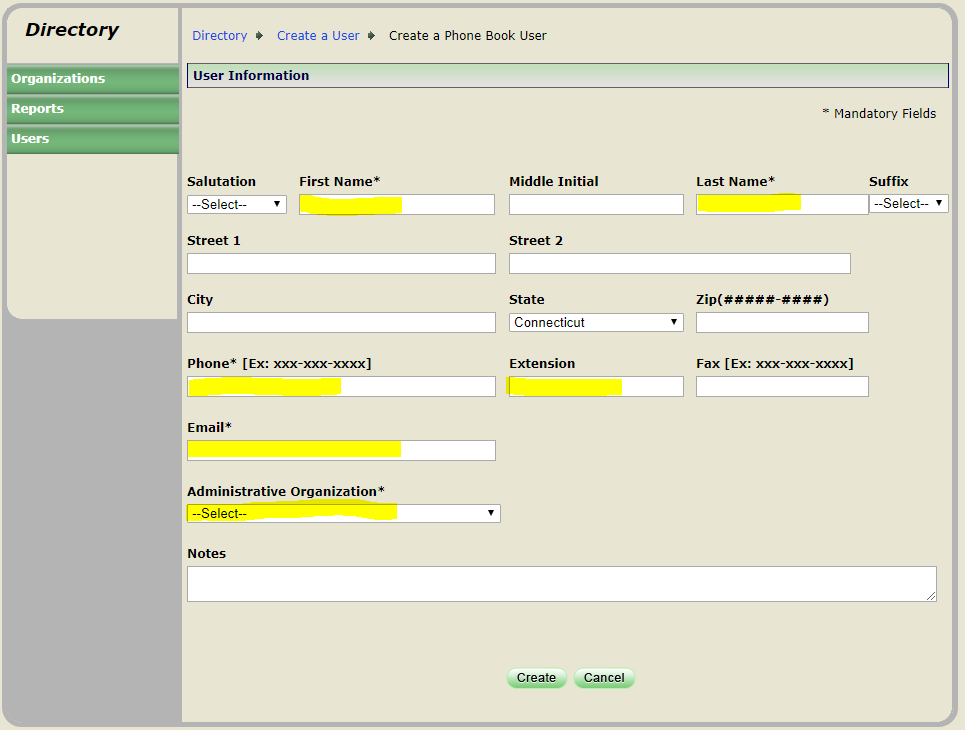 Directory
Organizations
Reports
Users
Directory Create a User Create a Phone Book User
User Information
* Mandatory Fields
Salutation First Name* Middle Initial Last Name* Suffix
--Select-- --Select--
Street 1 Street 2
City State Zip(#####-####)
Connecticut
Phone* [Ex: xxx-xxx-xxxx] Extension Fax [Ex: xxx-xxx-xxxx]
Email*
Administrative Organization*
--Select--
Notes
Create Cancel